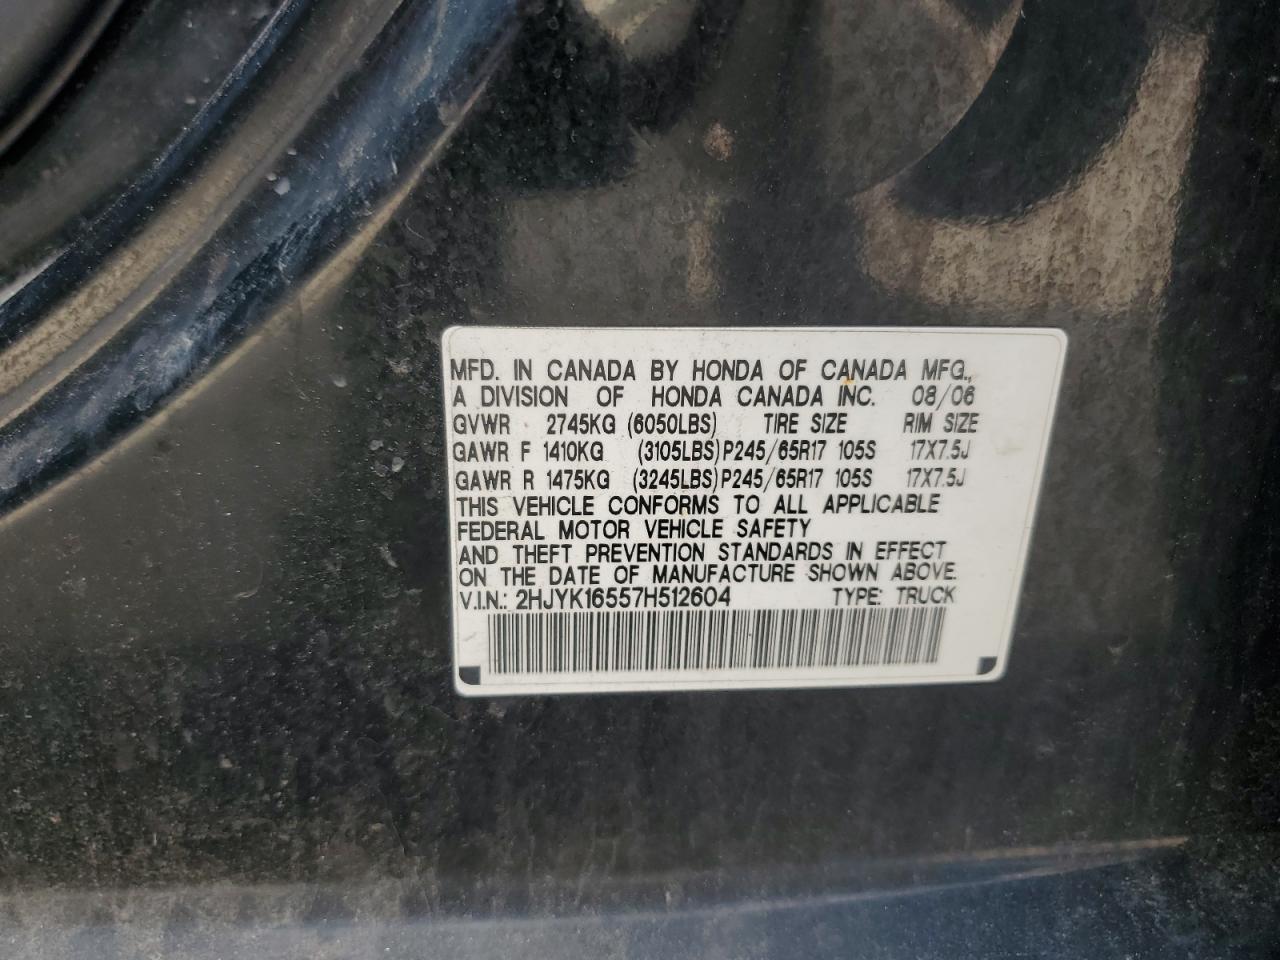 MFD. IN CANADA BY HONDA OF CANADA MFG.,
A DIVISION OF HONDA CANADA INC. 08/06
GVWR 2745KG (6050LBS) TIRE SIZE RIM SIZE
GAWR F 1410KG (3105LBS) P245/65R17 105S 17X7.5J
GAWR R 1475KG (3245LBS) P245/65R17 105S 17X7.5J
THIS VEHICLE CONFORMS TO ALL APPLICABLE
FEDERAL MOTOR VEHICLE SAFETY
AND THEFT PREVENTION STANDARDS IN EFFECT
ON THE DATE OF MANUFACTURE SHOWN ABOVE.
V.I.N.: 2HJYK16557H512604 TYPE: TRUCK